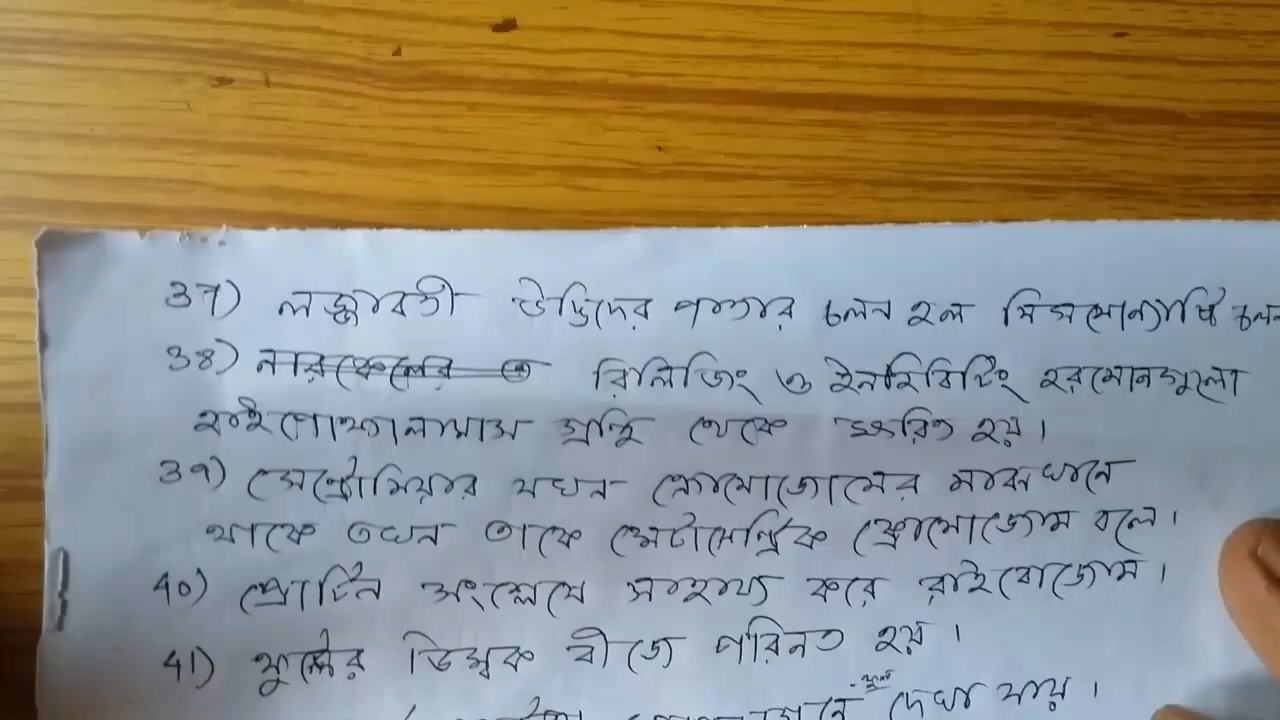 37) লজ্জাবতী উদ্ভিদের পাতার চলন হল সিসমোন্যাস্টি চলন
38) নারকেলের ও রিলিজিং ও ইনহিবিটিং হরমোনগুলো
হাইপোথ্যালামাস গ্রন্থি থেকে ক্ষরিত হয়।
39) সেন্ট্রোমিয়ার যখন ক্রোমোজোমের মাঝখানে
থাকে তখন তাকে মেটাসেন্ট্রিক ক্রোমোজোম বলে।
40) প্রোটিন সংশ্লেষে সাহায্য করে রাইবোজোম।
41) ফুলের ডিম্বক বীজে পরিনত হয়।
দেখা যায়।